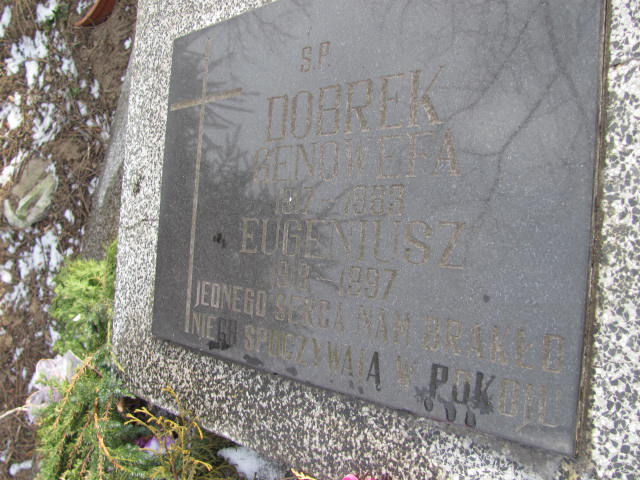 Ś.P.
DOBREK
GENOWEFA
EUGENIUSZ
JEDNEGO SERCA NAM BRAKŁO
NIECH SPOCZYWAJĄ W POKOJU